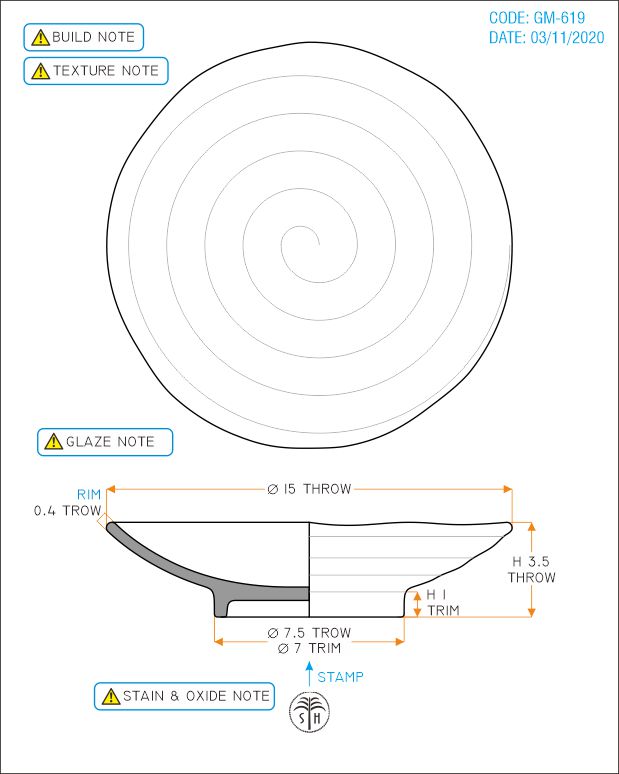 CODE: GM-619
DATE: 03/11/2020
BUILD NOTE
TEXTURE NOTE
GLAZE NOTE
Ø 15 THROW
RIM
0.4 TROW
H 3.5
THROW
H 1
TRIM
Ø 7.5 TROW
Ø 7 TRIM
STAMP
STAIN & OXIDE NOTE
S H